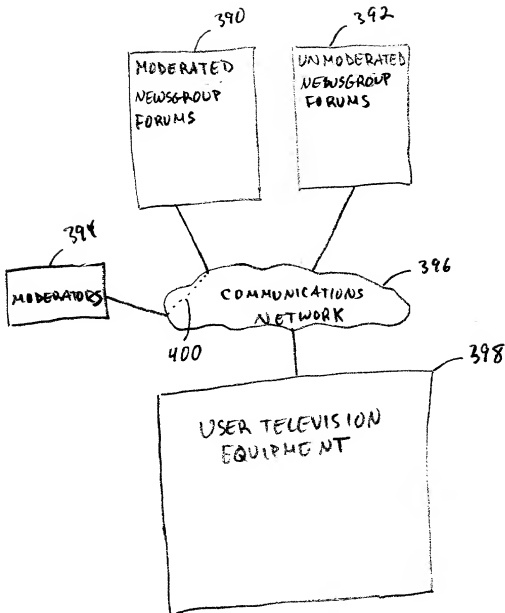 390
392
MODERATED
NEWSGROUP
FORUMS
UNMODERATED
NEWSGROUP
FORUMS
394
MODERATORS
396
COMMUNICATIONS
NETWORK
400
398
USER TELEVISION
EQUIPMENT